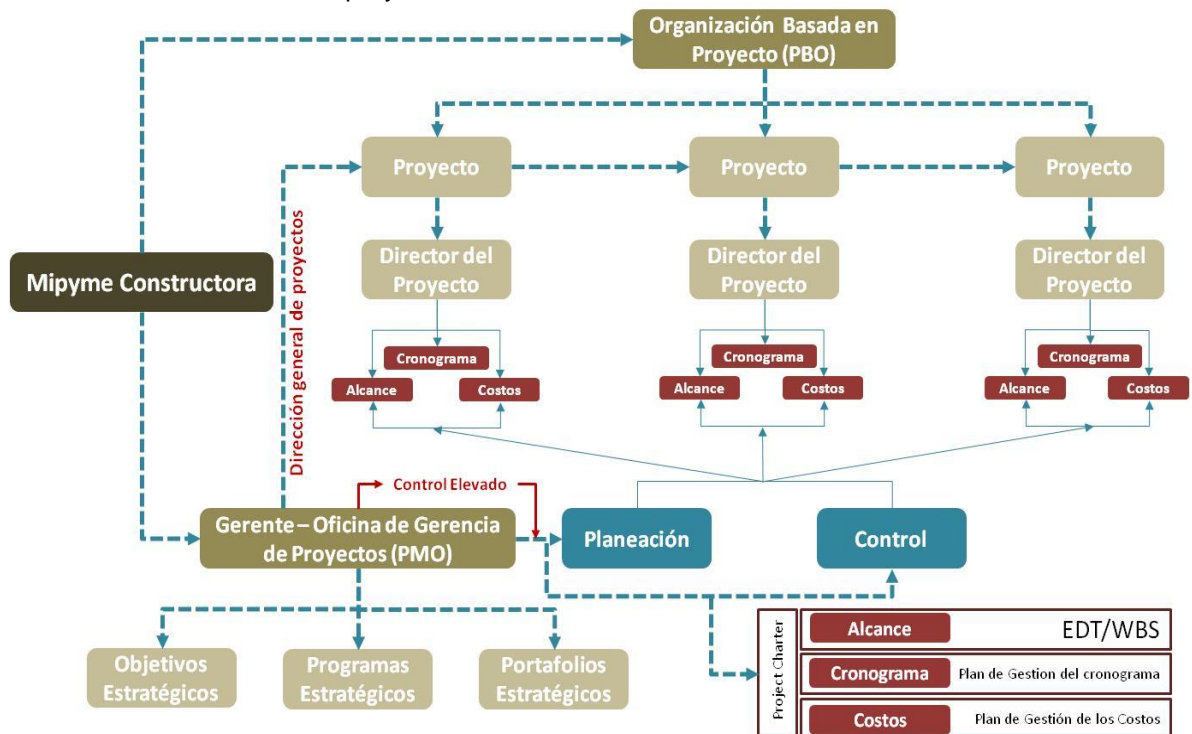 Organización Basada en
Proyecto (PBO)
Proyecto
Proyecto
Proyecto
Director del
Proyecto
Director del
Proyecto
Director del
Proyecto
Mipyme Constructora
Dirección general de proyectos
Cronograma
Alcance
Costos
Cronograma
Alcance
Costos
Cronograma
Alcance
Costos
Control Elevado
Gerente – Oficina de Gerencia
de Proyectos (PMO)
Planeación
Control
Objetivos
Estratégicos
Programas
Estratégicos
Portafolios
Estratégicos
Project Charter
Alcance
EDT/WBS
Cronograma
Plan de Gestion del cronograma
Costos
Plan de Gestión de los Costos